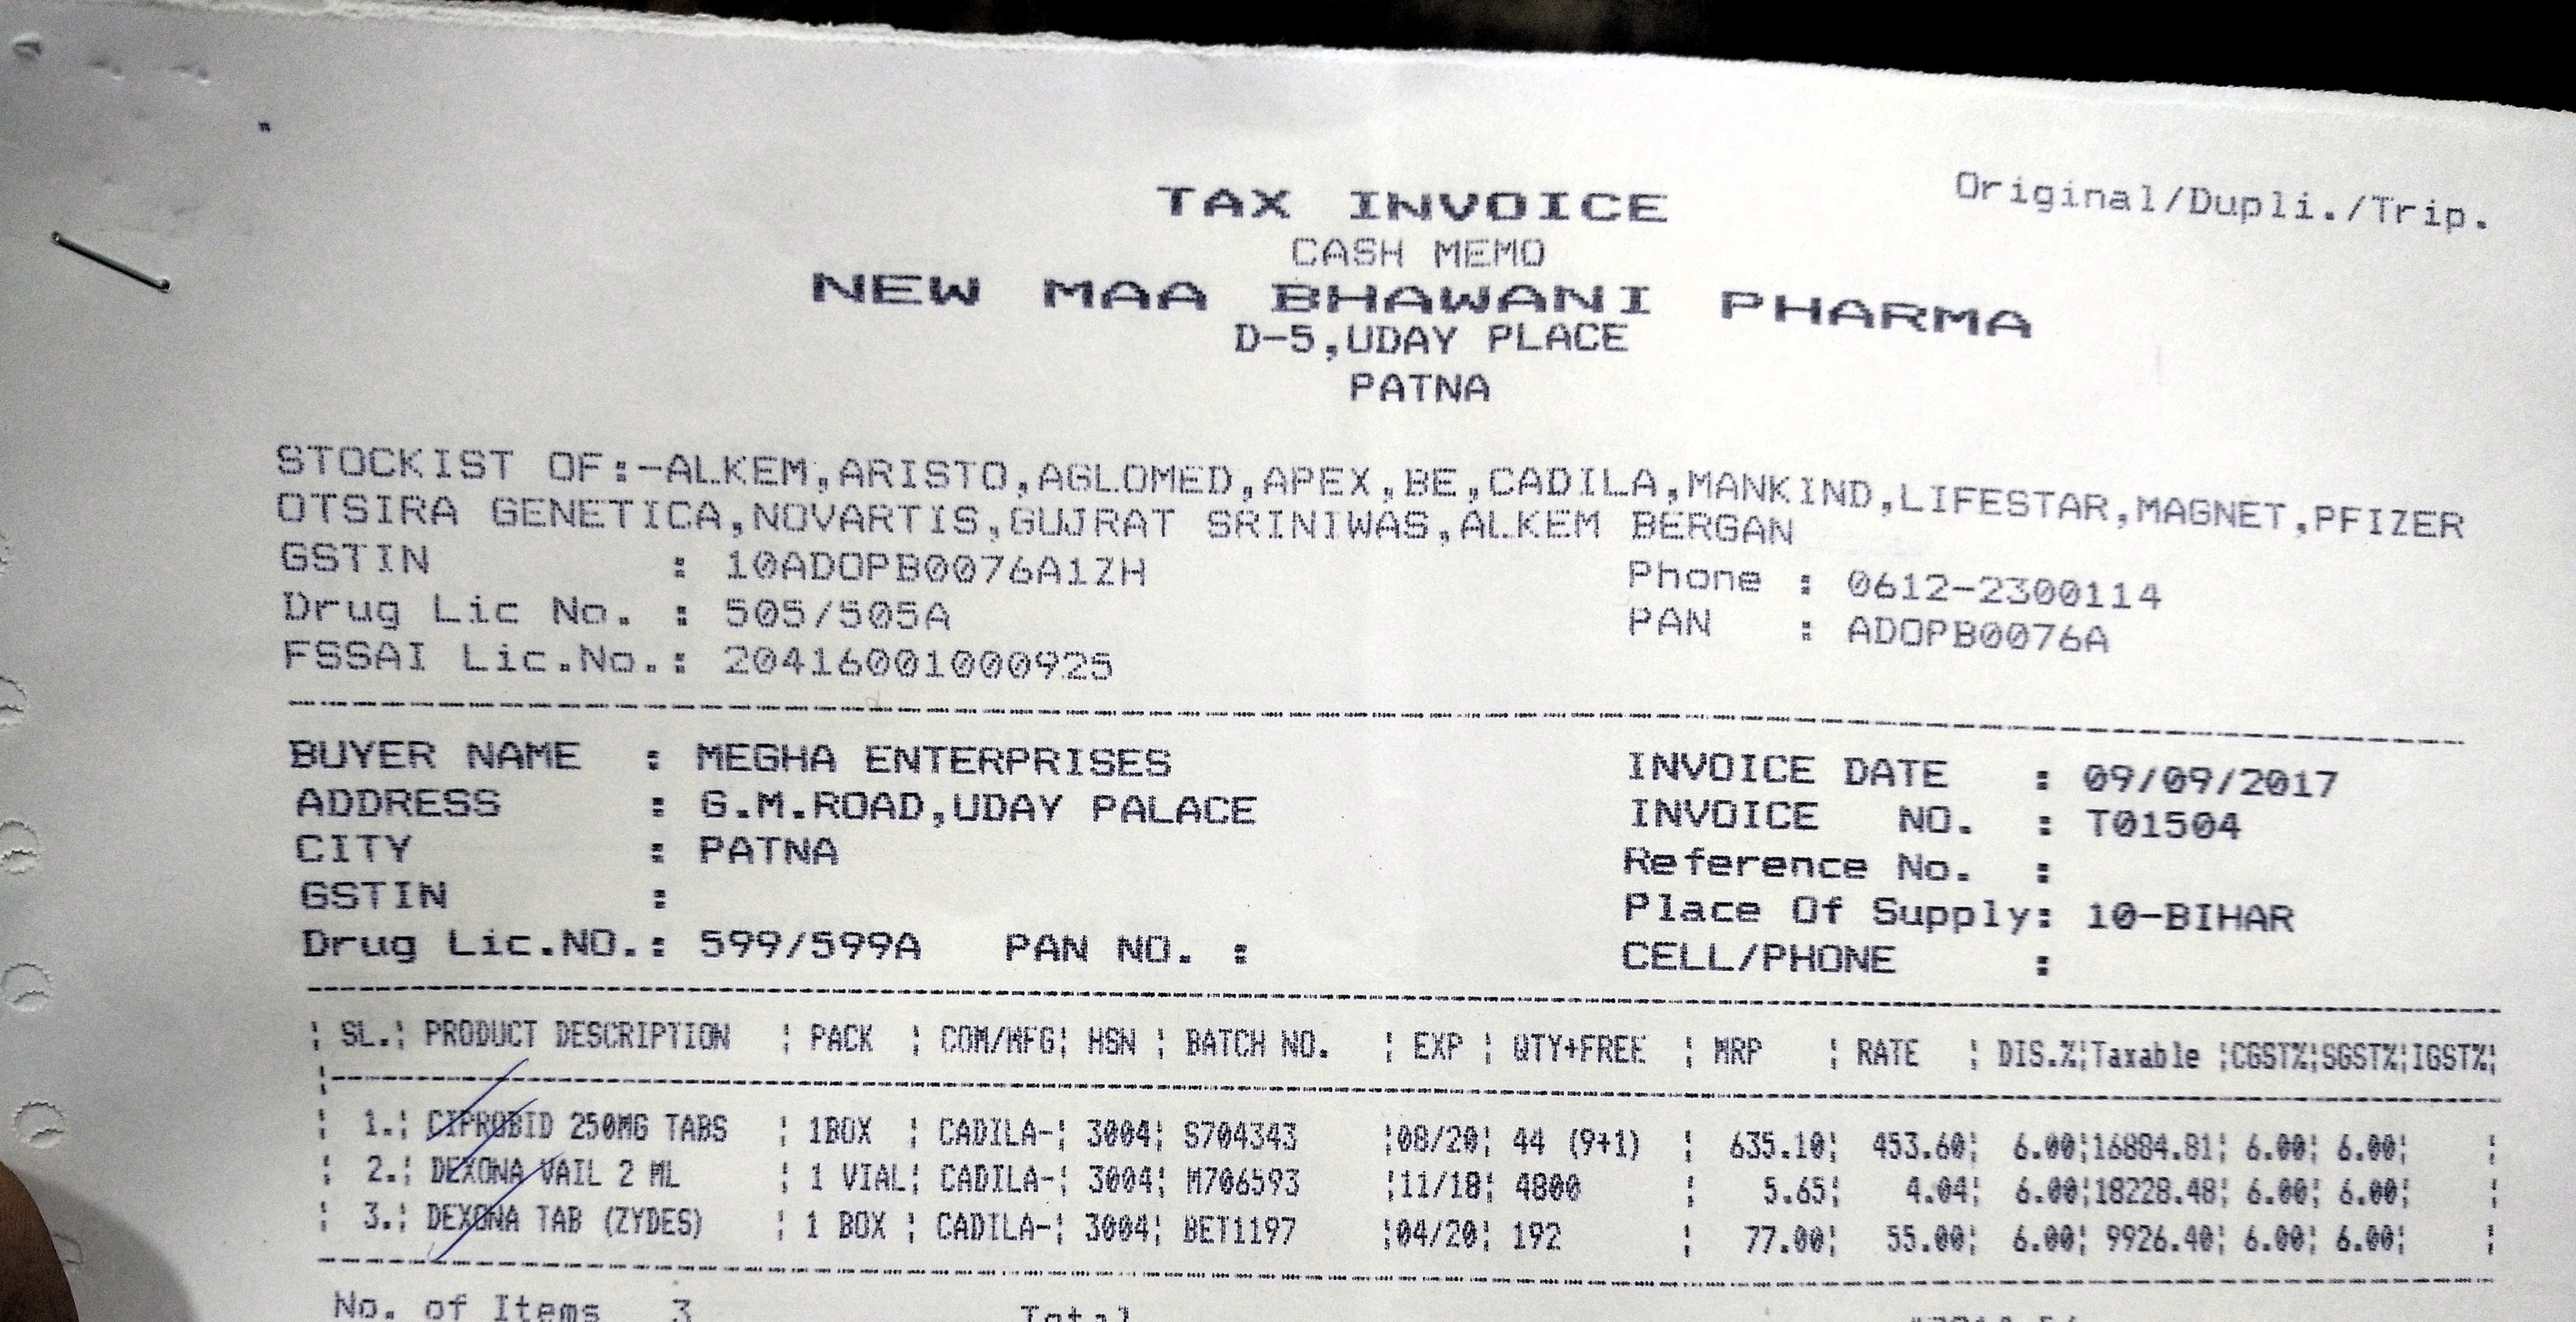 Original/Dupli./Trip.
TAX INVOICE
CASH MEMO
NEW MAA BHAWANI PHARMA
D-5,UDAY PLACE
PATNA
STOCKIST OF:-ALKEM,ARISTO,AGLOMED,APEX,BE,CADILA,MANKIND,LIFESTAR,MAGNET,PFIZER
OTSIRA GENETICA,NOVARTIS,GUJRAT SRINIWAS,ALKEM BERGAN
GSTIN : 10ADOPB0076A1ZH Phone : 0612-2300114
Drug Lic No. : 505/505A PAN : ADOPB0076A
FSSAI Lic.No.: 20416001000925
BUYER NAME : MEGHA ENTERPRISES INVOICE DATE : 09/09/2017
ADDRESS : G.M.ROAD,UDAY PALACE INVOICE NO. : T01504
CITY : PATNA Reference No. :
GSTIN : Place Of Supply: 10-BIHAR
Drug Lic.NO.: 599/599A PAN NO. : CELL/PHONE :
¦ SL.¦ PRODUCT DESCRIPTION ¦ PACK ¦ COM/MFG¦ HSN ¦ BATCH NO. ¦ EXP ¦ QTY+FREE ¦ MRP ¦ RATE ¦ DIS.%¦Taxable ¦CGST%¦SGST%¦IGST%¦
¦ 1.¦ CIPROBID 250MG TABS ¦ 1BOX ¦ CADILA-¦ 3004¦ S704343 ¦08/20¦ 44 (9+1) ¦ 635.10¦ 453.60¦ 6.00¦16884.81¦ 6.00¦ 6.00¦ ¦
¦ 2.¦ DEXONA VAIL 2 ML ¦ 1 VIAL¦ CADILA-¦ 3004¦ M706593 ¦11/18¦ 4800 ¦ 5.65¦ 4.04¦ 6.00¦18228.48¦ 6.00¦ 6.00¦ ¦
¦ 3.¦ DEXONA TAB (ZYDES) ¦ 1 BOX ¦ CADILA-¦ 3004¦ BET1197 ¦04/20¦ 192 ¦ 77.00¦ 55.00¦ 6.00¦ 9926.40¦ 6.00¦ 6.00¦ ¦
No. of Items 3 Total